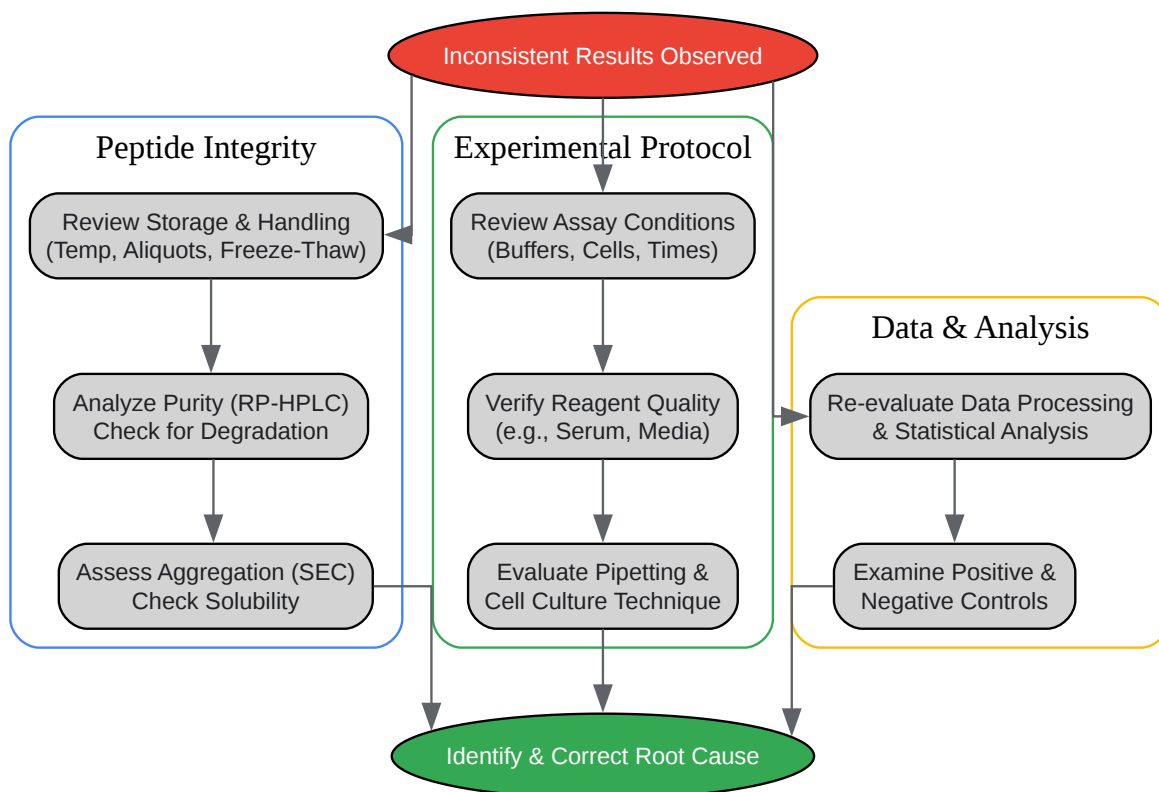 Inconsistent Results Observed
Peptide Integrity
Review Storage & Handling
(Temp, Aliquots, Freeze-Thaw)
Analyze Purity (RP-HPLC)
Check for Degradation
Assess Aggregation (SEC)
Check Solubility
Experimental Protocol
Review Assay Conditions
(Buffers, Cells, Times)
Verify Reagent Quality
(e.g., Serum, Media)
Evaluate Pipetting &
Cell Culture Technique
Data & Analysis
Re-evaluate Data Processing
& Statistical Analysis
Examine Positive &
Negative Controls
Identify & Correct Root Cause